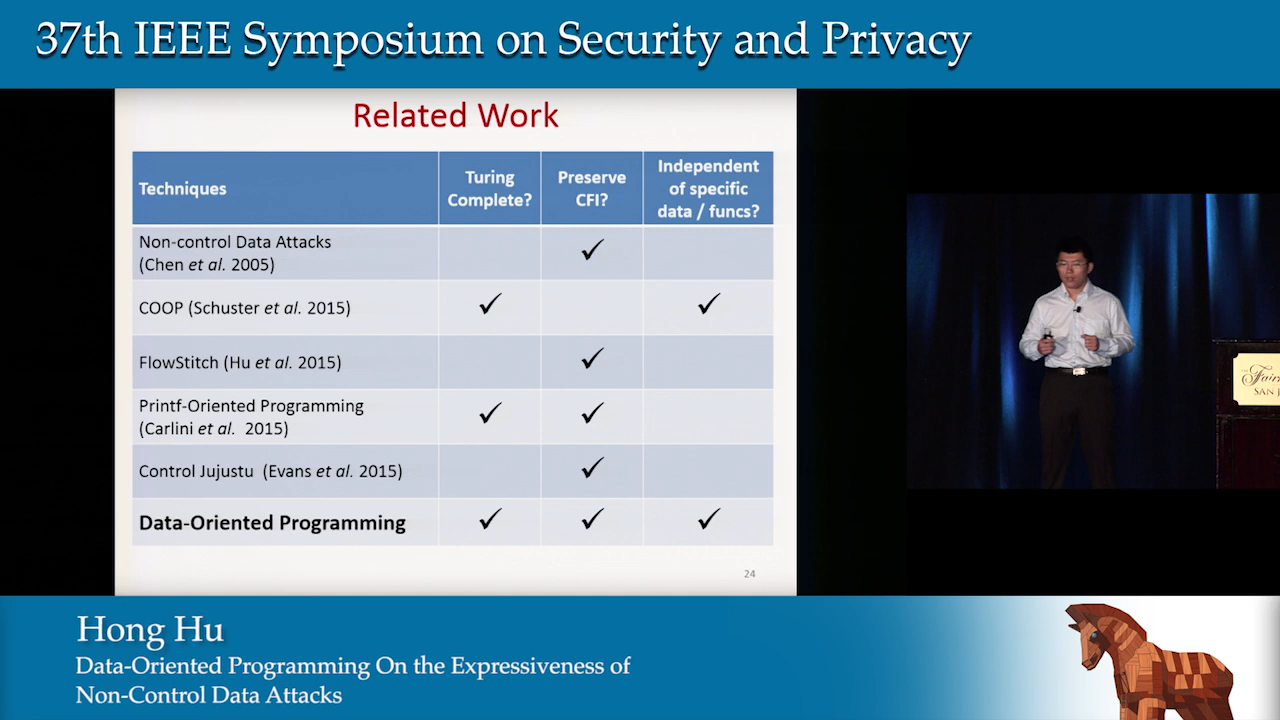 37th IEEE Symposium on Security and Privacy
Related Work
Techniques
Turing
Complete?
Preserve
CFI?
Independent
of specific
data / funcs?
Non-control Data Attacks
(Chen et al. 2005)
✓
COOP (Schuster et al. 2015)
✓ ✓
FlowStitch (Hu et al. 2015)
✓
Printf-Oriented Programming
(Carlini et al. 2015)
✓ ✓
Control Jujustu (Evans et al. 2015)
✓
Data-Oriented Programming
✓ ✓ ✓
24
Hong Hu
Data-Oriented Programming On the Expressiveness of
Non-Control Data Attacks